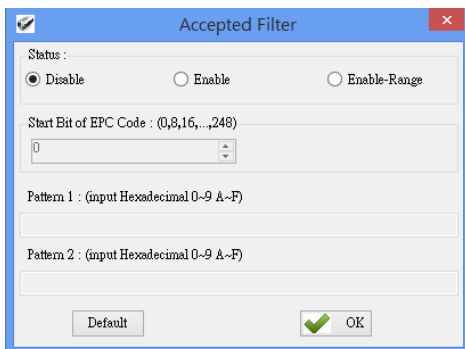 Accepted Filter
Status :
Disable Enable Enable-Range
Start Bit of EPC Code : (0,8,16,...,248)
0
Pattern 1 : (input Hexadecimal 0~9 A~F)
Pattern 2 : (input Hexadecimal 0~9 A~F)
Default OK